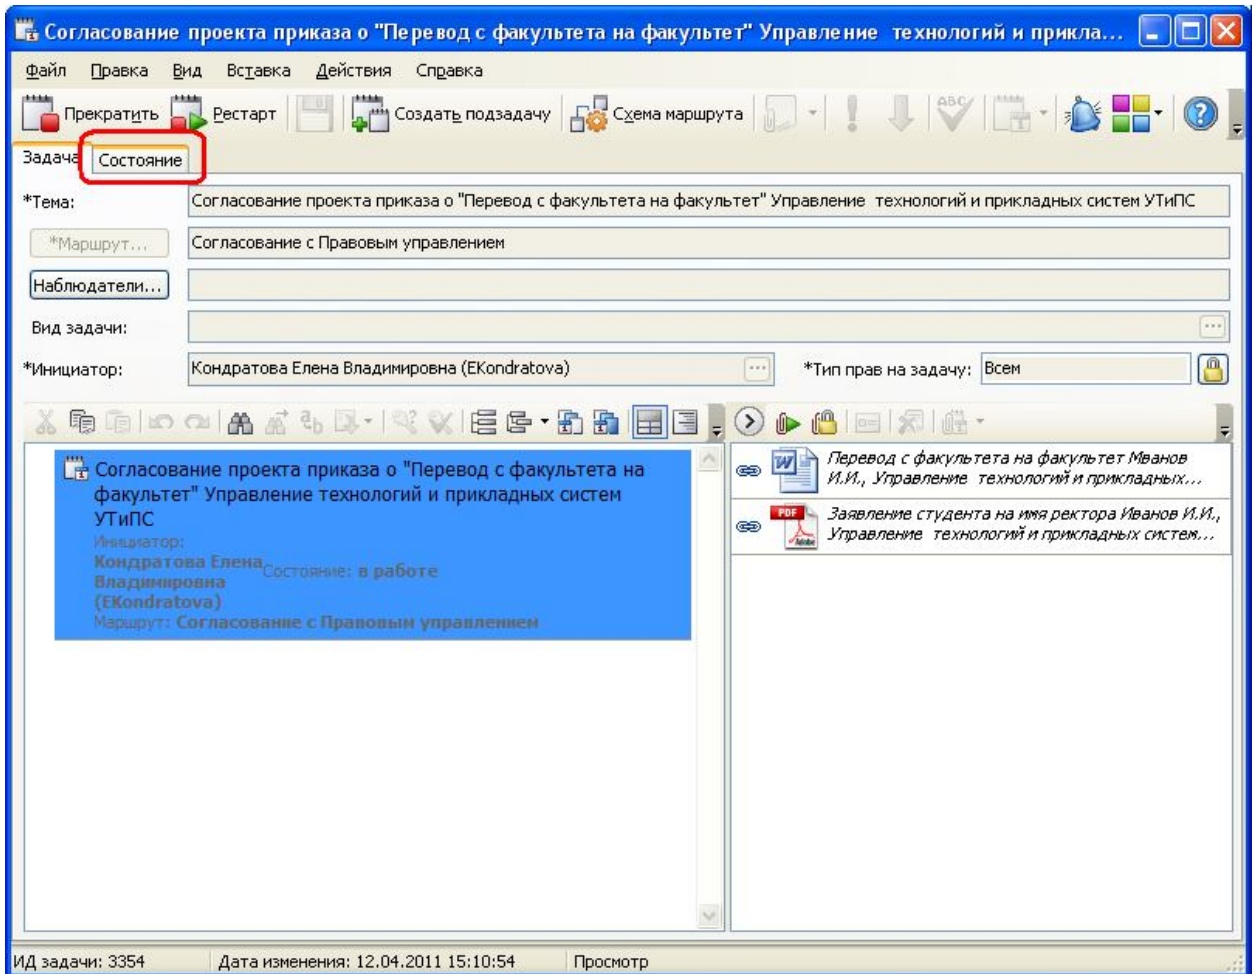 Согласование проекта приказа о "Перевод с факультета на факультет" Управление технологий и прикла...
Файл Правка Вид Вставка Действия Справка
Прекратить Рестарт Создать подзадачу Схема маршрута ABC
Задача Состояние
*Тема: Согласование проекта приказа о "Перевод с факультета на факультет" Управление технологий и прикладных систем УТиПС
*Маршрут... Согласование с Правовым управлением
Наблюдатели...
Вид задачи: ...
*Инициатор: Кондратова Елена Владимировна (EKondratova) ... *Тип прав на задачу: Всем
Согласование проекта приказа о "Перевод с факультета на
факультет" Управление технологий и прикладных систем
УТиПС
Инициатор:
Кондратова Елена
Владимировна
(EKondratova)
Состояние: в работе
Маршрут: Согласование с Правовым управлением
Перевод с факультета на факультет Мванов
И.И., Управление технологий и прикладных...
PDF
Adobe
Заявление студента на имя ректора Иванов И.И.,
Управление технологий и прикладных систем...
ИД задачи: 3354 Дата изменения: 12.04.2011 15:10:54 Просмотр